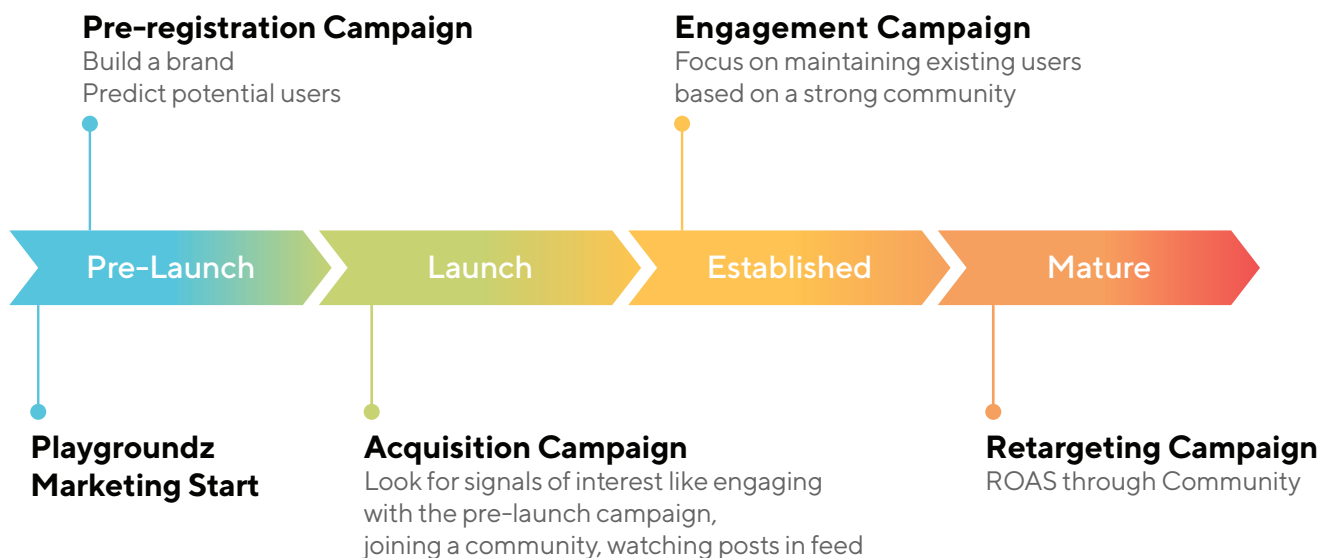 Pre-registration Campaign
Build a brand
Predict potential users
Engagement Campaign
Focus on maintaining existing users
based on a strong community
Pre-Launch
Launch
Established
Mature
Playgroundz
Marketing Start
Acquisition Campaign
Look for signals of interest like engaging
with the pre-launch campaign,
joining a community, watching posts in feed
Retargeting Campaign
ROAS through Community